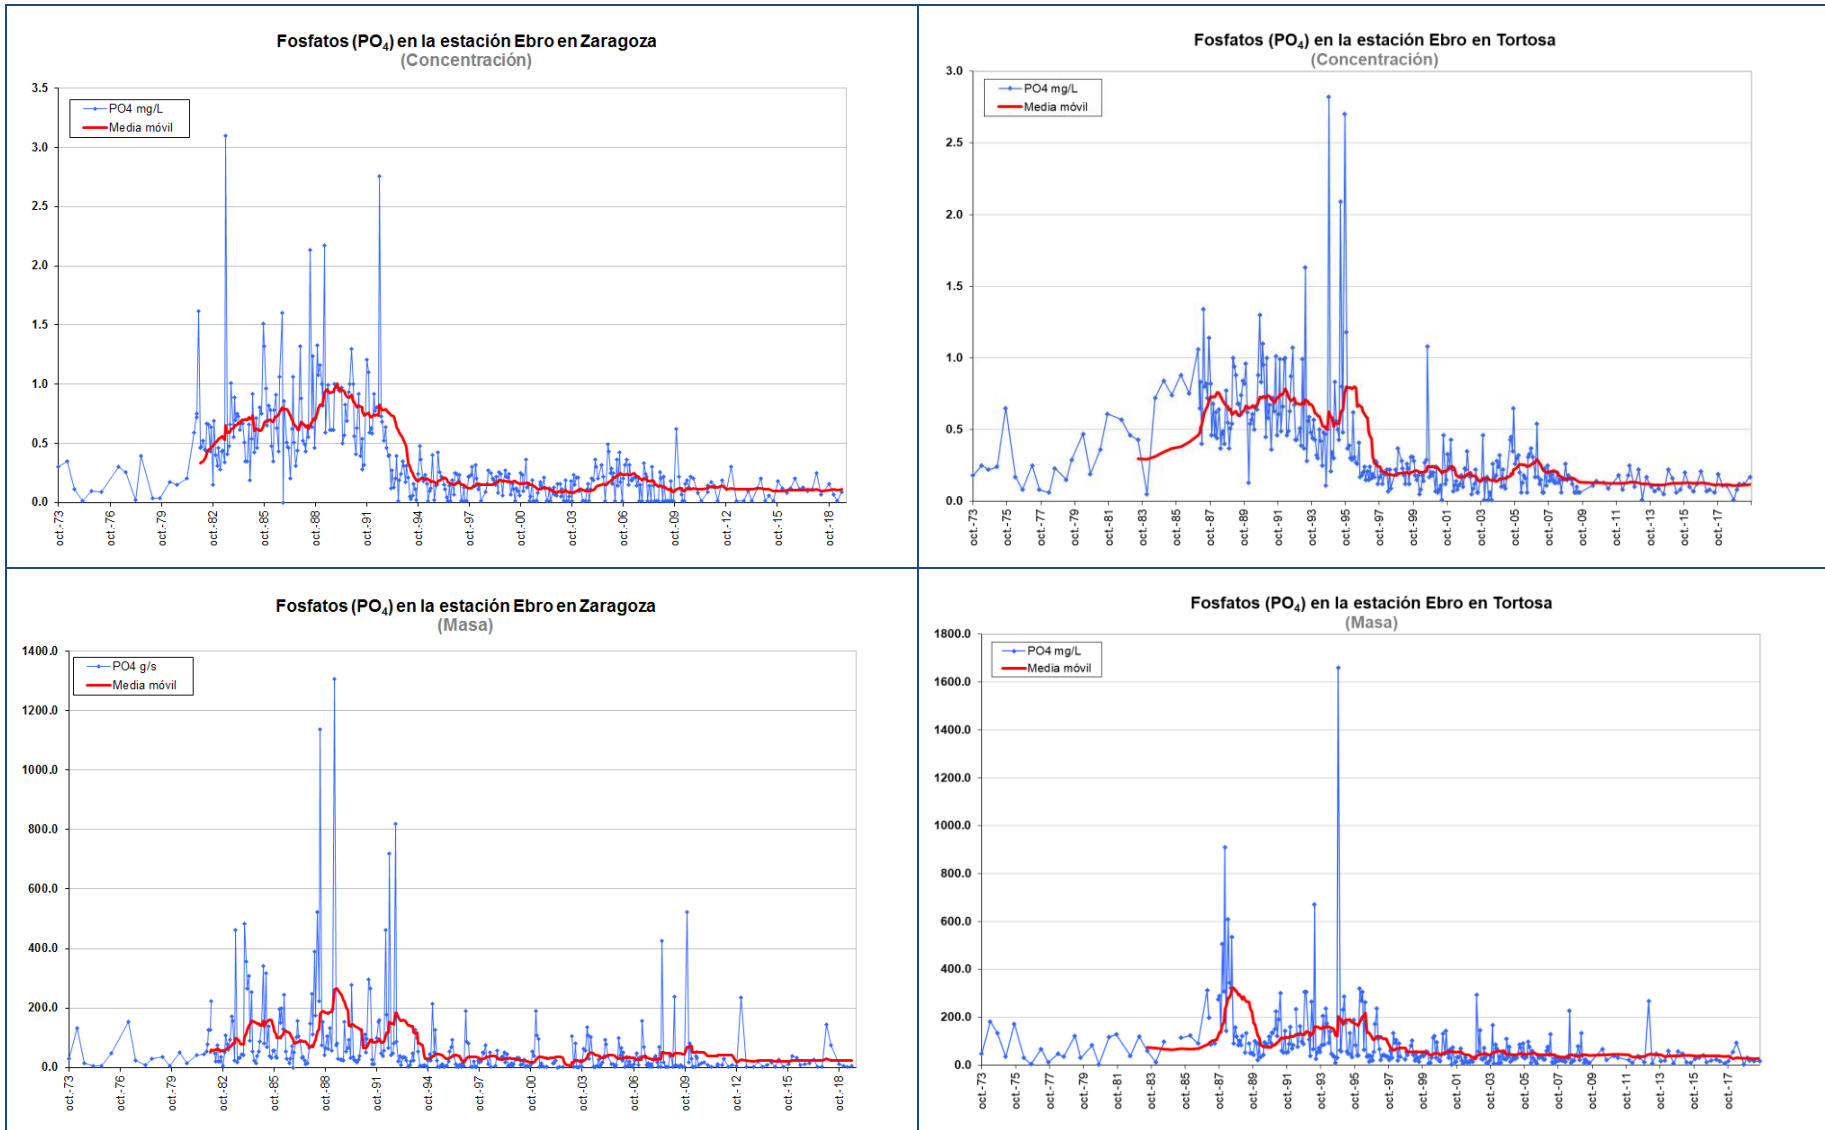 Fosfatos (PO4) en la estación Ebro en Zaragoza
(Concentración)
3.5
3.0
2.5
2.0
1.5
1.0
0.5
0.0
PO4 mg/L
Media móvil
oct.-73
oct.-76
oct.-79
oct.-82
oct.-85
oct.-88
oct.-91
oct.-94
oct.-97
oct.-00
oct.-03
oct.-06
oct.-09
oct.-12
oct.-15
oct.-18
Fosfatos (PO4) en la estación Ebro en Tortosa
(Concentración)
3.0
2.5
2.0
1.5
1.0
0.5
0.0
PO4 mg/L
Media móvil
oct.-73
oct.-75
oct.-77
oct.-79
oct.-81
oct.-83
oct.-85
oct.-87
oct.-89
oct.-91
oct.-93
oct.-95
oct.-97
oct.-99
oct.-01
oct.-03
oct.-05
oct.-07
oct.-09
oct.-11
oct.-13
oct.-15
oct.-17
Fosfatos (PO4) en la estación Ebro en Zaragoza
(Masa)
1400.0
1200.0
1000.0
800.0
600.0
400.0
200.0
0.0
PO4 g/s
Media móvil
oct.-73
oct.-76
oct.-79
oct.-82
oct.-85
oct.-88
oct.-91
oct.-94
oct.-97
oct.-00
oct.-03
oct.-06
oct.-09
oct.-12
oct.-15
oct.-18
Fosfatos (PO4) en la estación Ebro en Tortosa
(Masa)
1800.0
1600.0
1400.0
1200.0
1000.0
800.0
600.0
400.0
200.0
0.0
PO4 mg/L
Media móvil
oct.-73
oct.-75
oct.-77
oct.-79
oct.-81
oct.-83
oct.-85
oct.-87
oct.-89
oct.-91
oct.-93
oct.-95
oct.-97
oct.-99
oct.-01
oct.-03
oct.-05
oct.-07
oct.-09
oct.-11
oct.-13
oct.-15
oct.-17